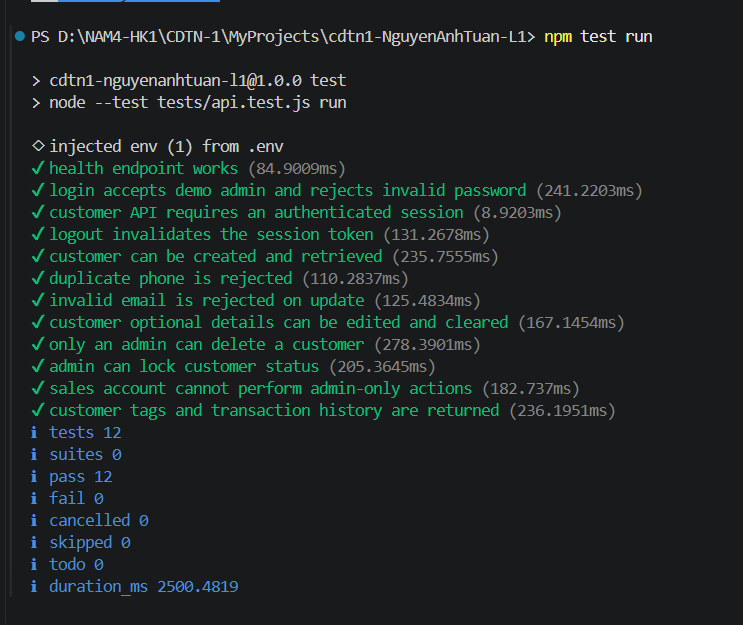 PS D:\NAM4-HK1\CDTN-1\MyProjects\cdtn1-NguyenAnhTuan-L1> npm test run
> cdtn1-nguyenanhtuan-l1@1.0.0 test
> node --test tests/api.test.js run
◇ injected env (1) from .env
✓ health endpoint works (84.9009ms)
✓ login accepts demo admin and rejects invalid password (241.2203ms)
✓ customer API requires an authenticated session (8.9203ms)
✓ logout invalidates the session token (131.2678ms)
✓ customer can be created and retrieved (235.7555ms)
✓ duplicate phone is rejected (110.2837ms)
✓ invalid email is rejected on update (125.4834ms)
✓ customer optional details can be edited and cleared (167.1454ms)
✓ only an admin can delete a customer (278.3901ms)
✓ admin can lock customer status (205.3645ms)
✓ sales account cannot perform admin-only actions (182.737ms)
✓ customer tags and transaction history are returned (236.1951ms)
ℹ tests 12
ℹ suites 0
ℹ pass 12
ℹ fail 0
ℹ cancelled 0
ℹ skipped 0
ℹ todo 0
ℹ duration_ms 2500.4819